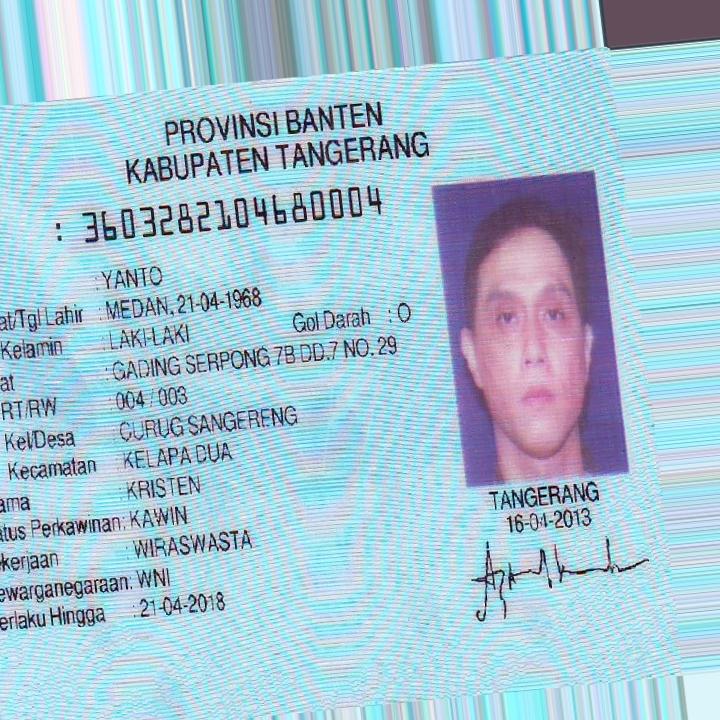 PROVINSI BANTEN
KABUPATEN TANGERANG
: 3603282104680004
: YANTO
at/Tgl Lahir : MEDAN, 21-04-1968
Kelamin : LAKI-LAKI Gol Darah : O
at : GADING SERPONG 7B DD.7 NO. 29
RT/RW : 004 / 003
Kel/Desa : CURUG SANGERENG
Kecamatan : KELAPA DUA
ama : KRISTEN
atus Perkawinan: KAWIN
kerjaan : WIRASWASTA
ewarganegaraan: WNI
erlaku Hingga : 21-04-2018
TANGERANG
16-04-2013